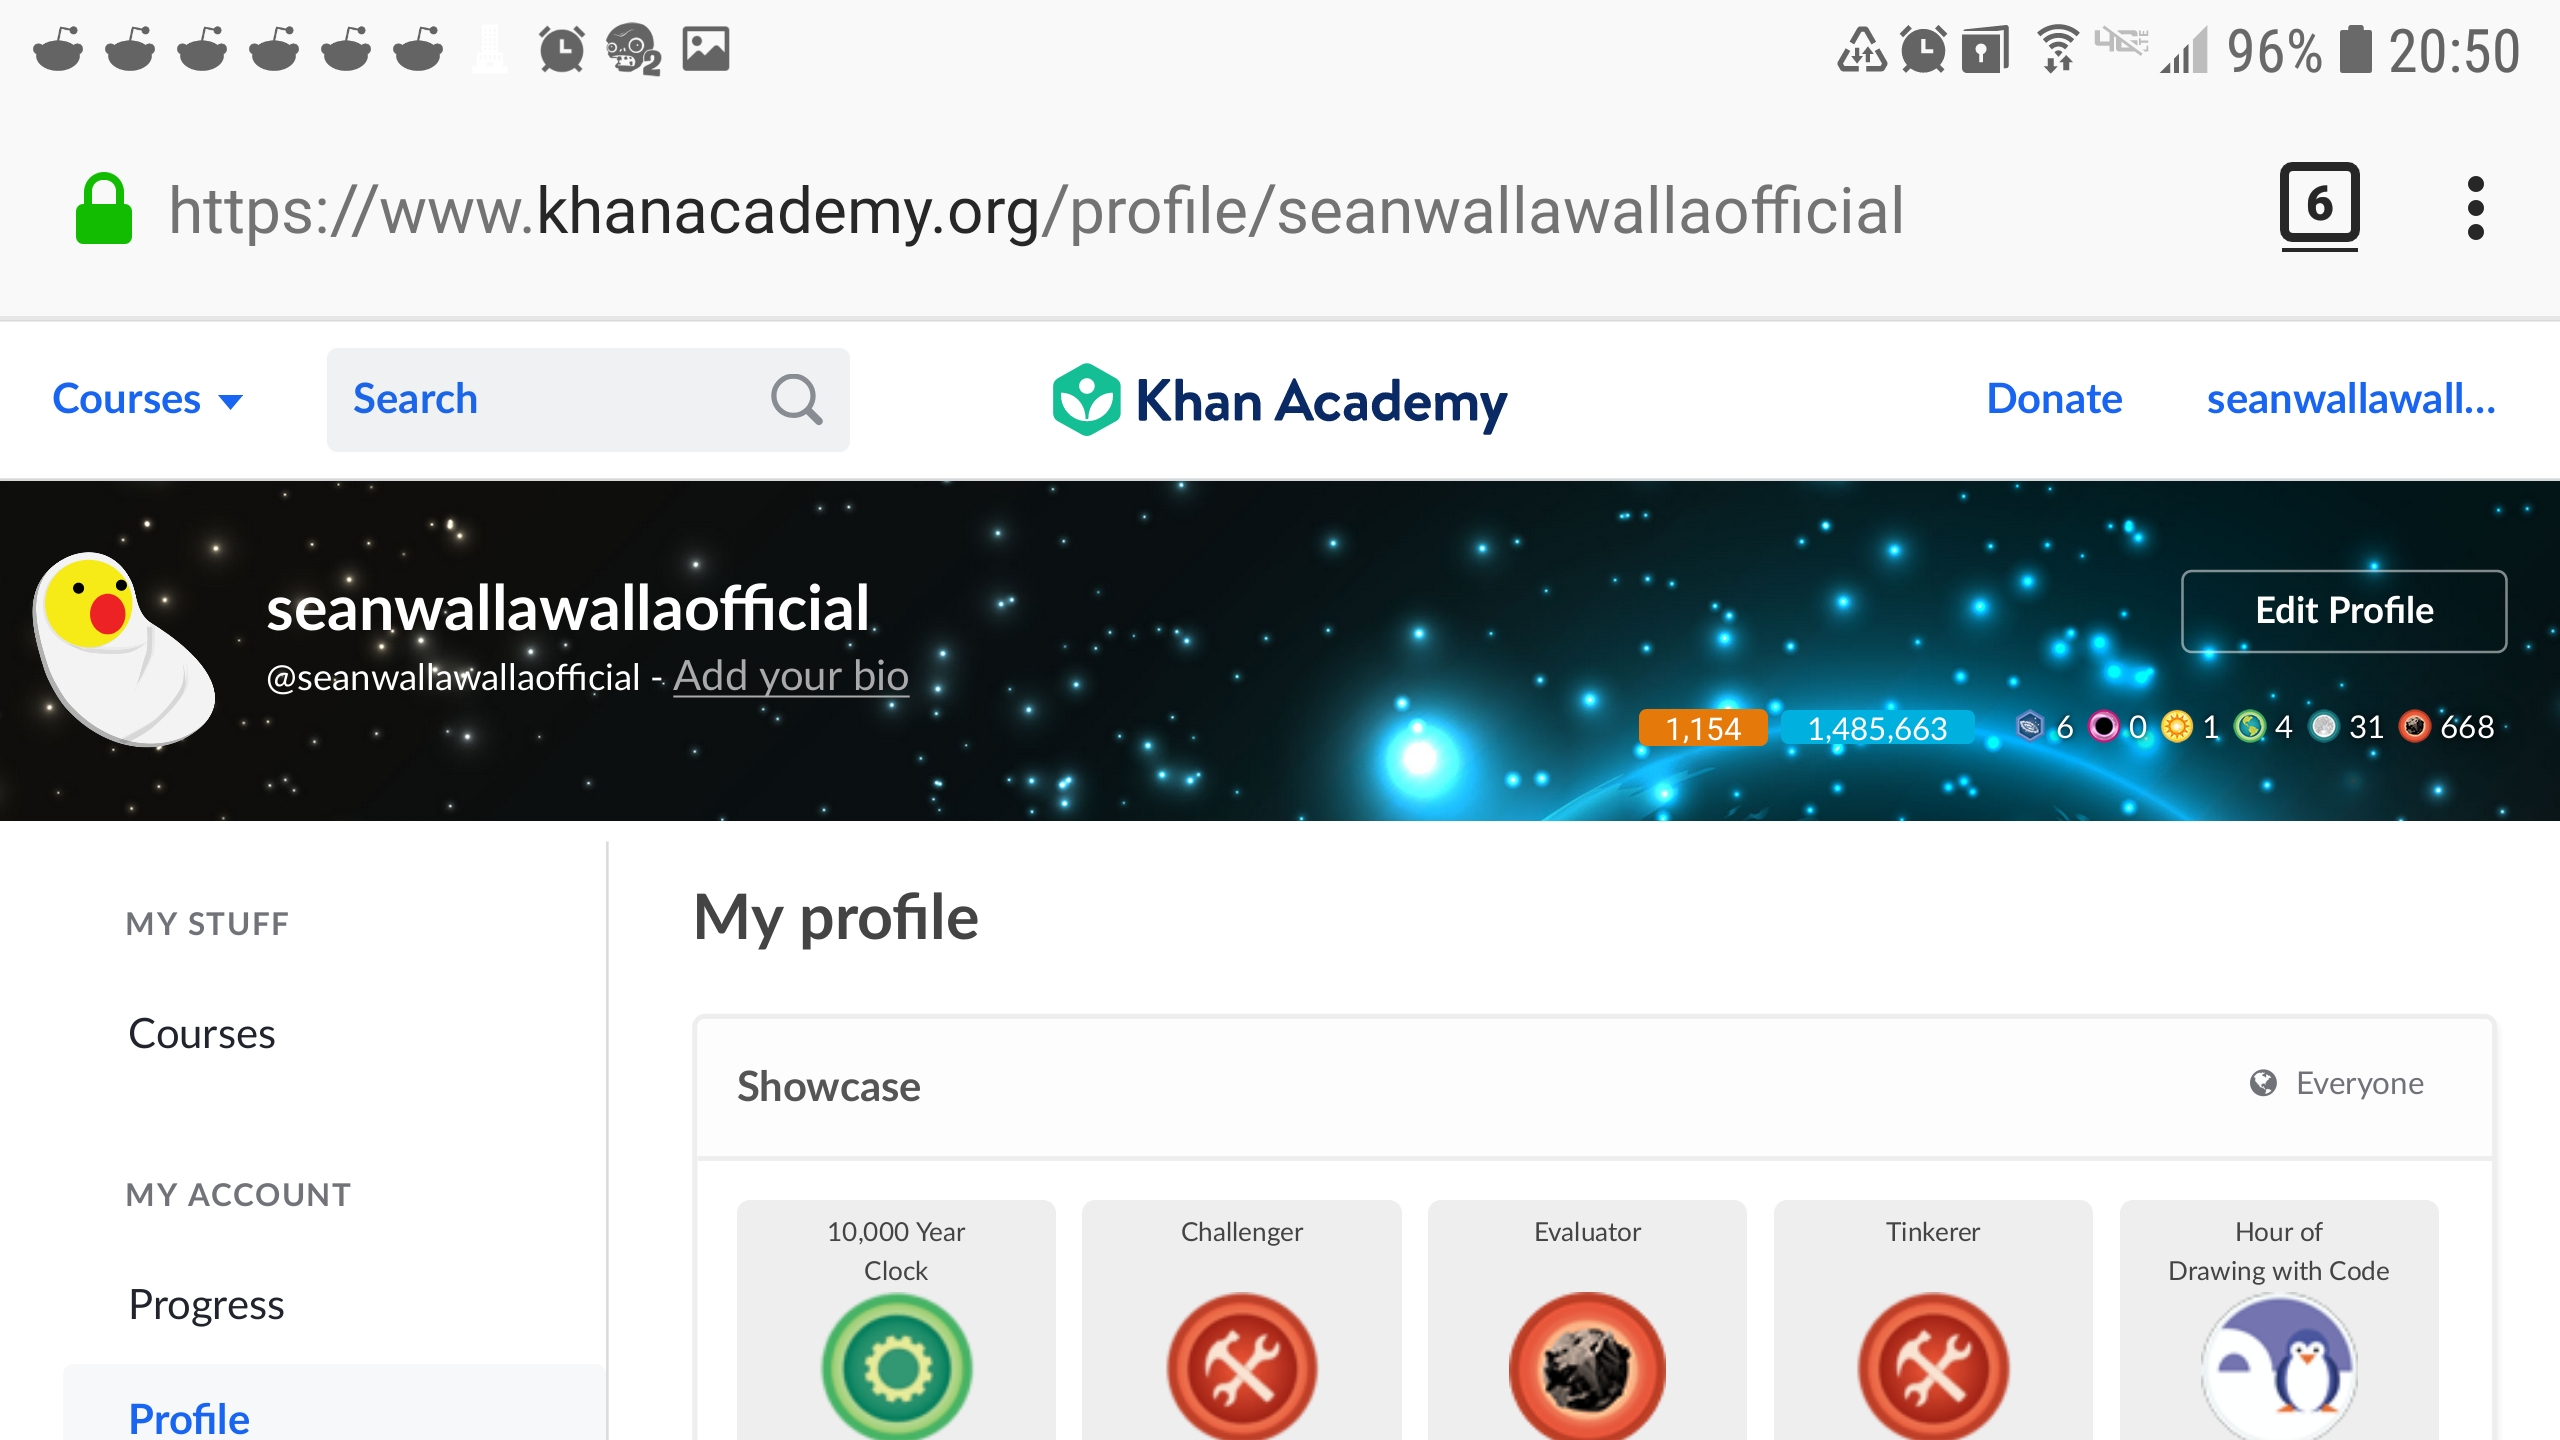 96% 20:50
https://www.khanacademy.org/profile/seanwallawallaofficial 6
Courses Search Khan Academy Donate seanwallawall...
seanwallawallaofficial
@seanwallawallaofficial - Add your bio
Edit Profile
1,154 1,485,663 6 0 1 4 31 668
MY STUFF
Courses
MY ACCOUNT
Progress
Profile
My profile
Showcase
Everyone
10,000 Year
Clock
Challenger
Evaluator
Tinkerer
Hour of
Drawing with Code